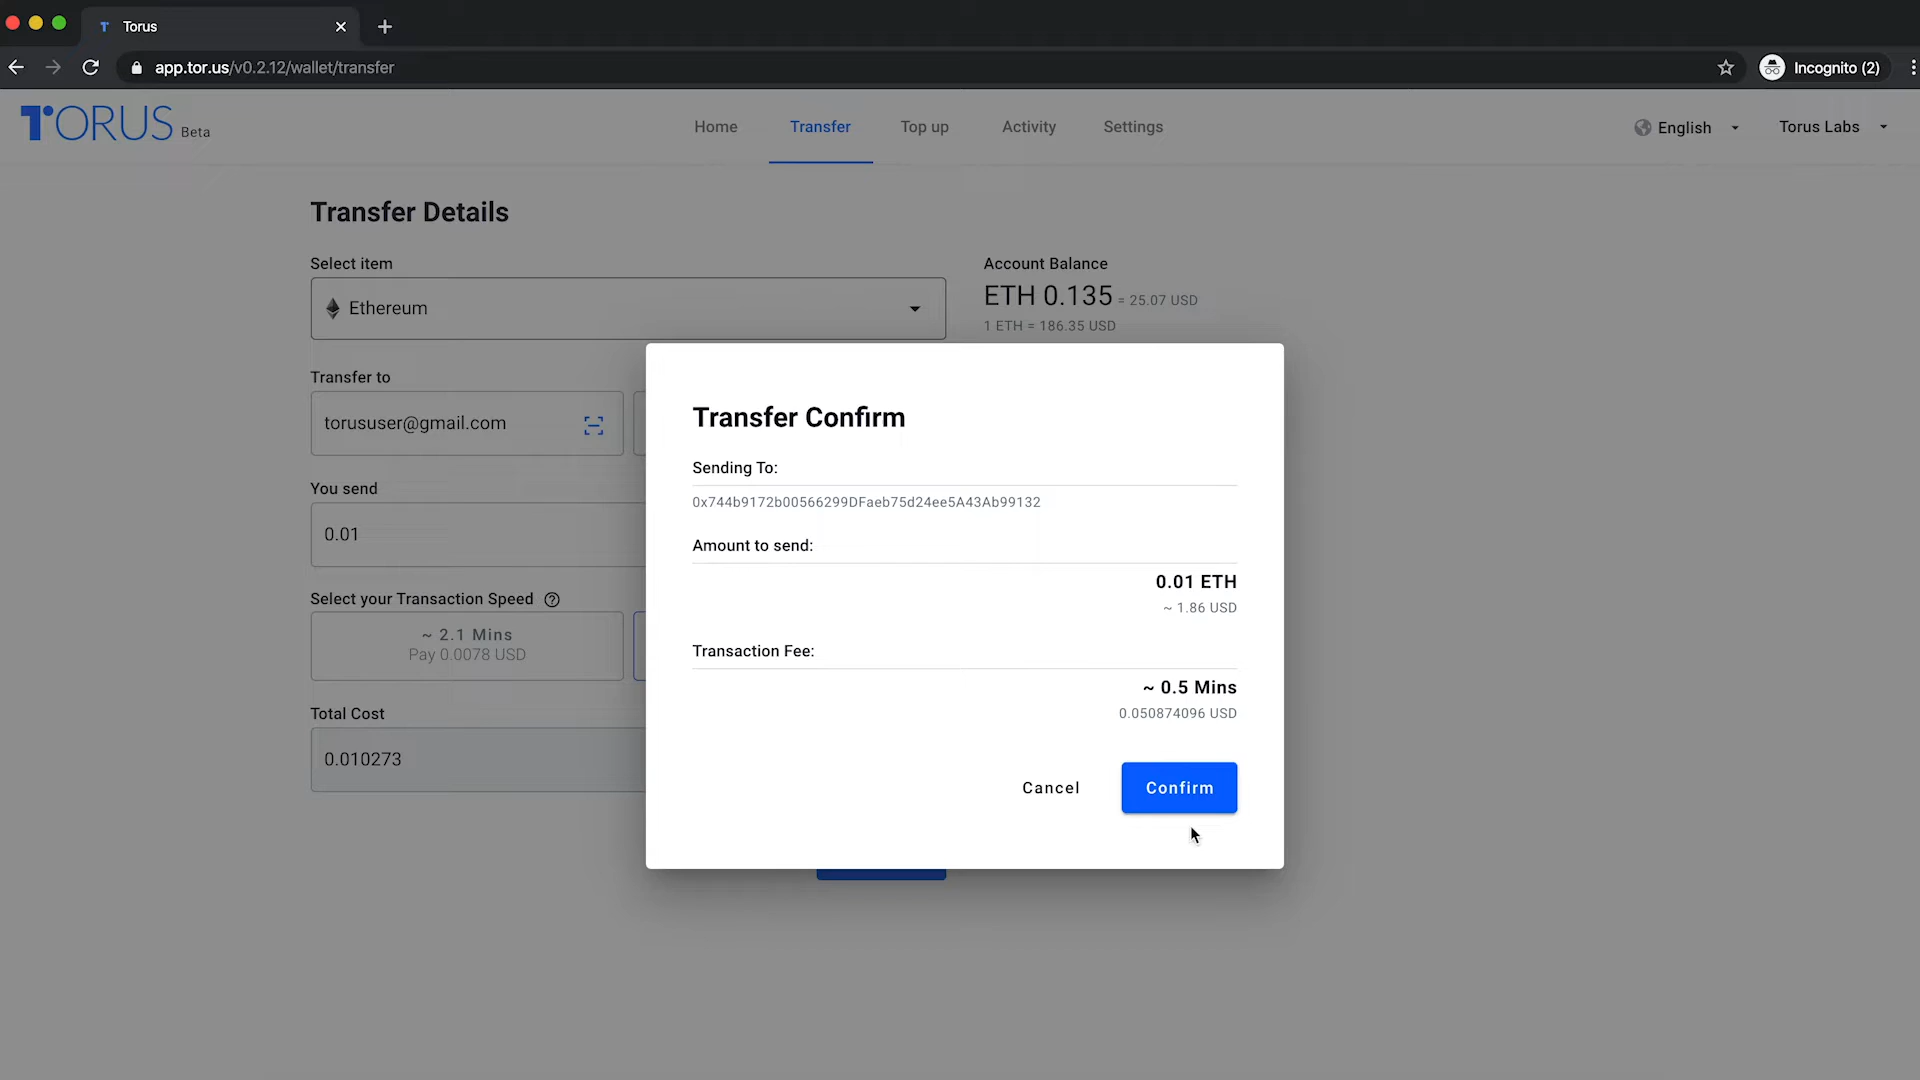 Torus
app.tor.us/v0.2.12/wallet/transfer
Incognito (2)
TORUS Beta
Home
Transfer
Top up
Activity
Settings
English
Torus Labs
Transfer Details
Select item
Ethereum
Account Balance
ETH 0.135 = 25.07 USD
1 ETH = 186.35 USD
Transfer to
torususer@gmail.com
You send
0.01
Select your Transaction Speed
~ 2.1 Mins
Pay 0.0078 USD
Total Cost
0.010273
Transfer Confirm
Sending To:
0x744b9172b00566299DFaeb75d24ee5A43Ab99132
Amount to send:
0.01 ETH
~ 1.86 USD
Transaction Fee:
~ 0.5 Mins
0.050874096 USD
Cancel
Confirm